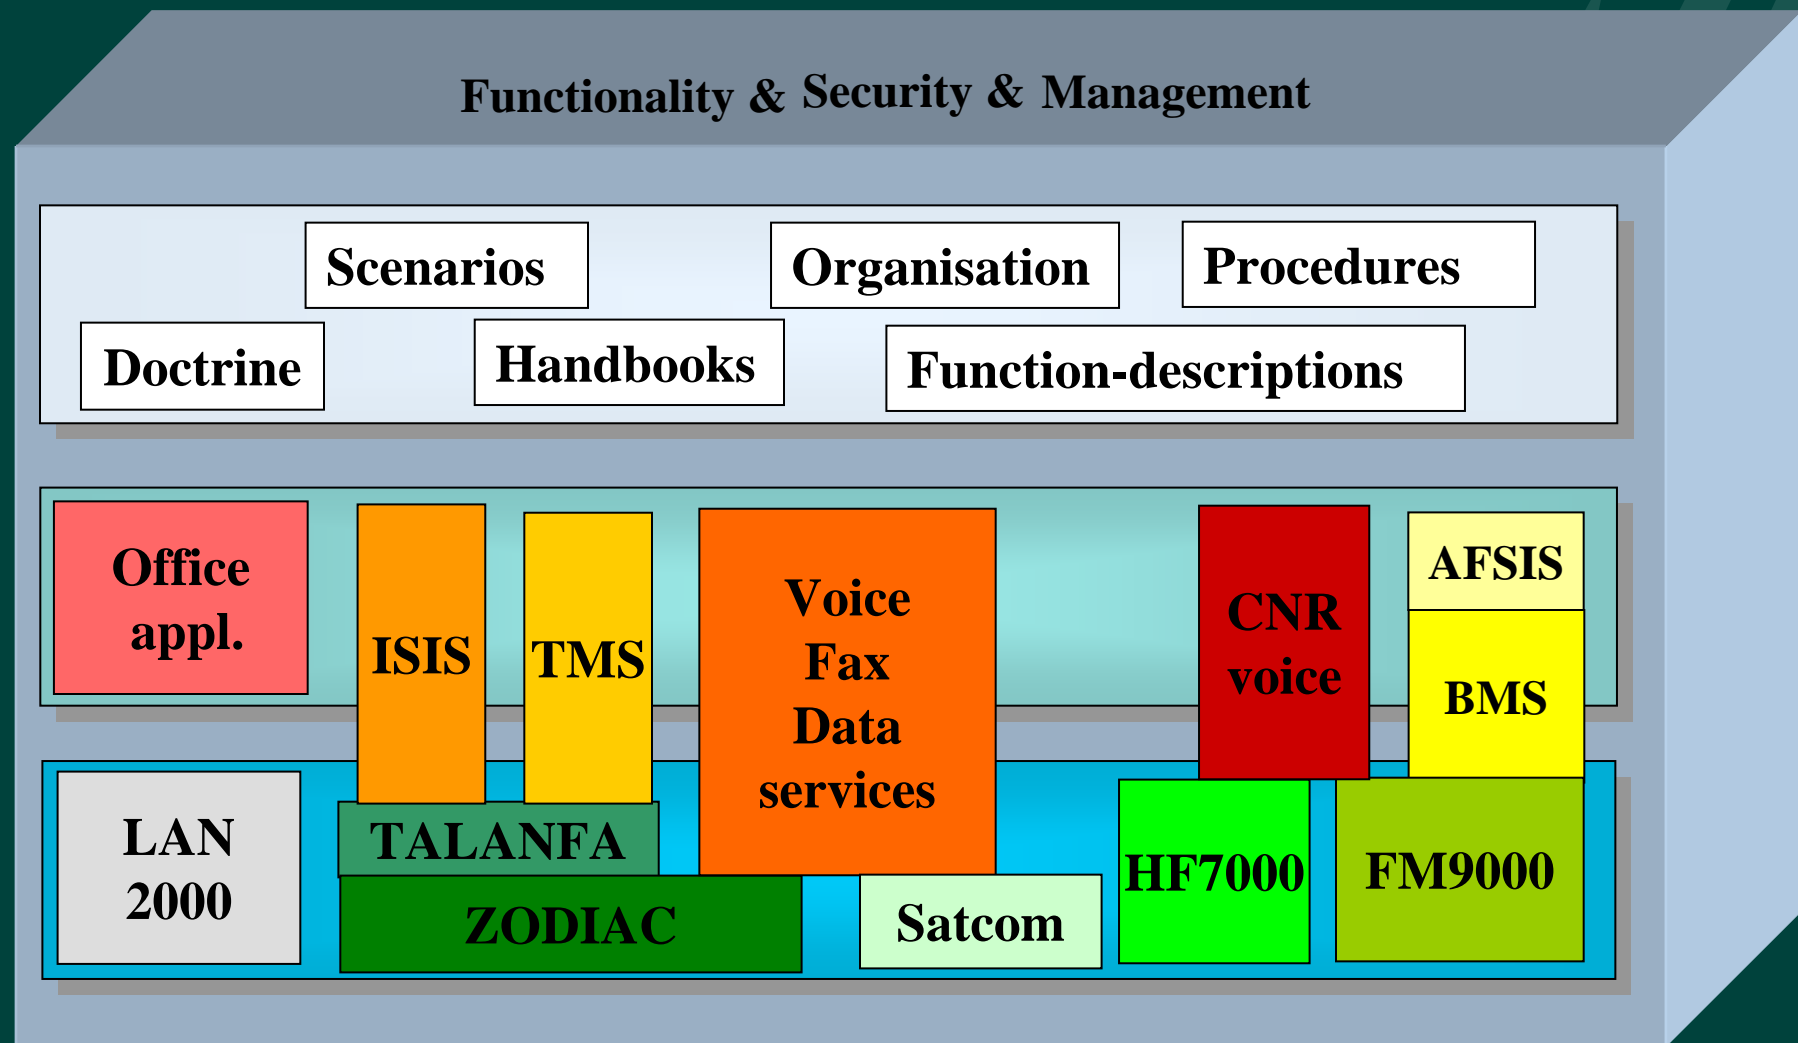 Functionality & Security & Management
Scenarios
Organisation
Procedures
Doctrine
Handbooks
Function-descriptions
Office
appl.
ISIS
TMS
Voice
Fax
Data
services
CNR
voice
AFSIS
BMS
LAN
2000
TALANFA
ZODIAC
Satcom
HF7000
FM9000